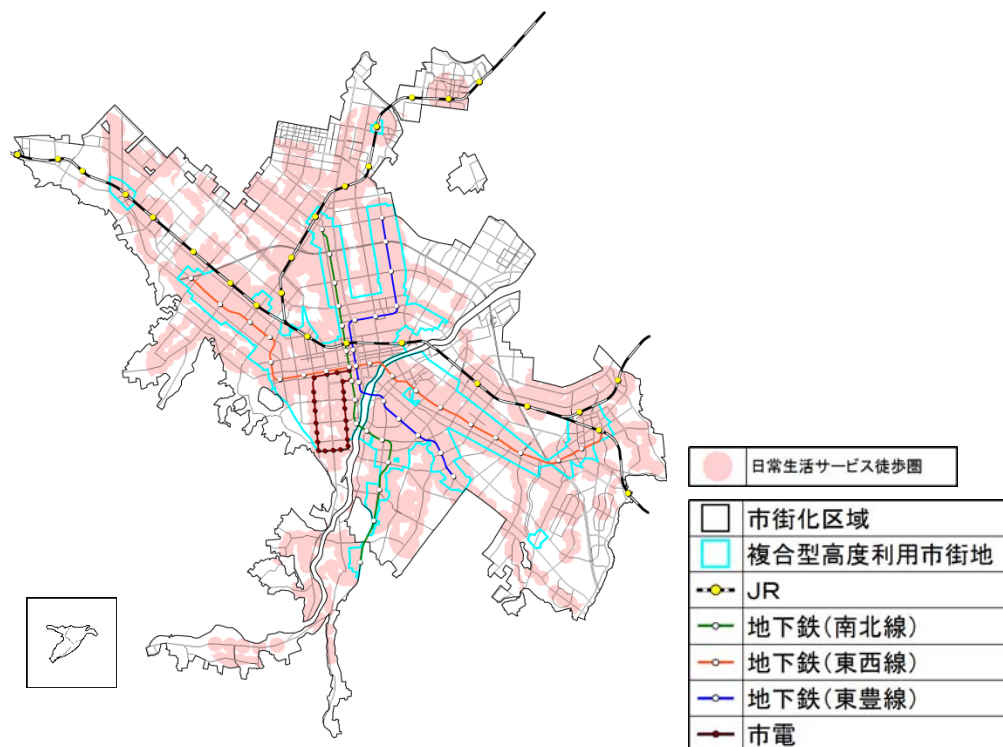 日常生活サービス徒歩圏
市街化区域
複合型高度利用市街地
JR
地下鉄(南北線)
地下鉄(東西線)
地下鉄(東豊線)
市電